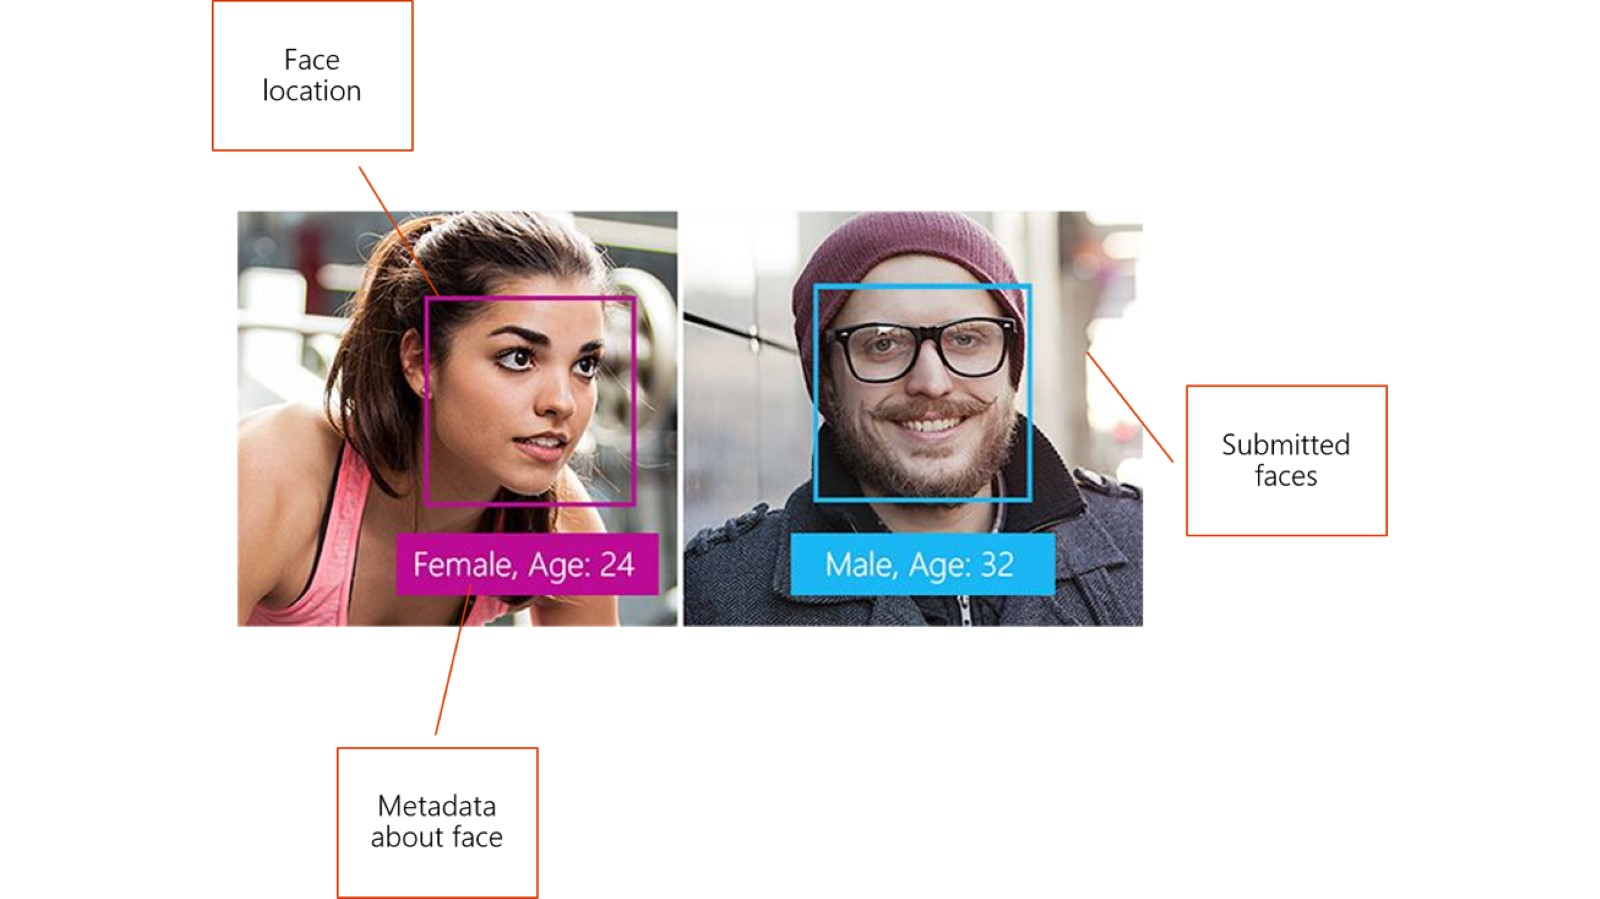 Face
location
Submitted
faces
Female, Age: 24
Male, Age: 32
Metadata
about face